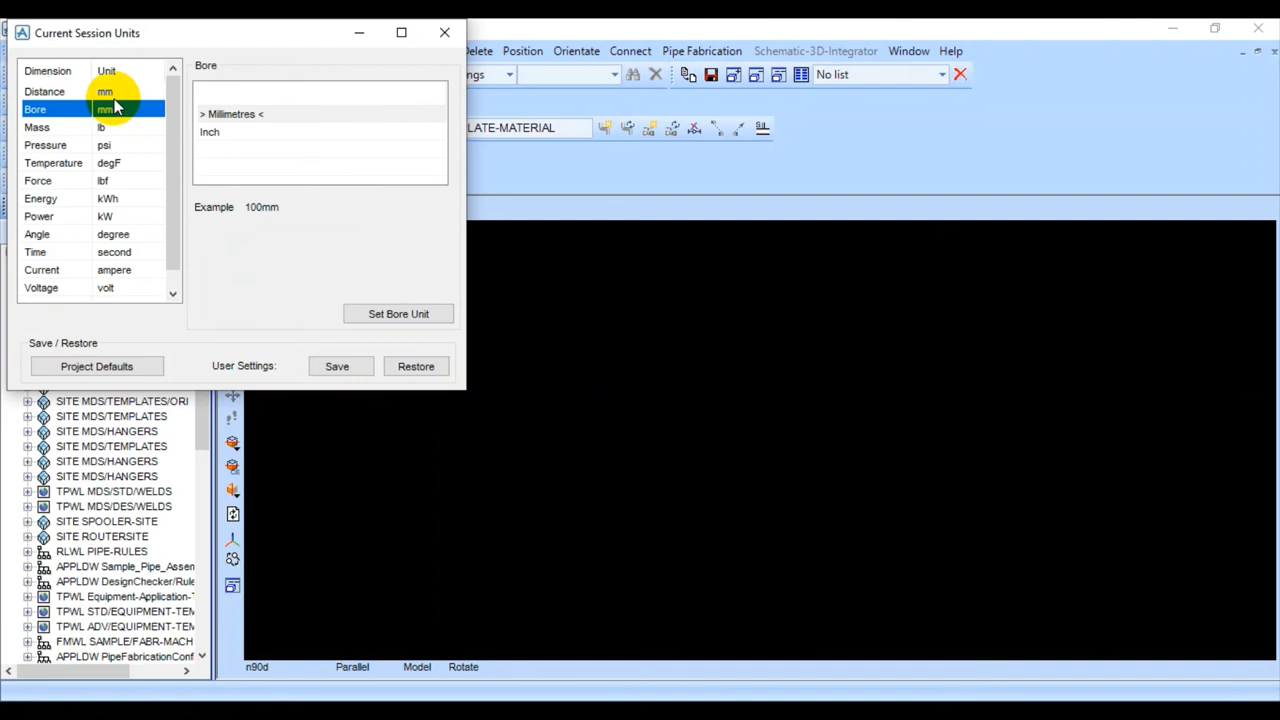 Current Session Units
Delete Position Orientate Connect Pipe Fabrication Schematic-3D-Integrator Window Help
No list
LATE-MATERIAL
Dimension Unit
Distance mm
Bore mm
Mass lb
Pressure psi
Temperature degF
Force lbf
Energy kWh
Power kW
Angle degree
Time second
Current ampere
Voltage volt
Bore
> Millimetres <
Inch
Example 100mm
Set Bore Unit
Save / Restore
Project Defaults
User Settings:
Save
Restore
SITE MDS/TEMPLATES/ORI
SITE MDS/TEMPLATES
SITE MDS/HANGERS
SITE MDS/TEMPLATES
SITE MDS/HANGERS
SITE MDS/HANGERS
TPWL MDS/STD/WELDS
TPWL MDS/DES/WELDS
SITE SPOOLER-SITE
SITE ROUTERSITE
RLWL PIPE-RULES
APPLDW Sample_Pipe_Assen
APPLDW DesignChecker/Rule
TPWL Equipment-Application-T
TPWL STD/EQUIPMENT-TEM
TPWL ADV/EQUIPMENT-TEM
FMWL SAMPLE/FABR-MACH
APPLDW PipeFabricationConf
n90d Parallel Model Rotate